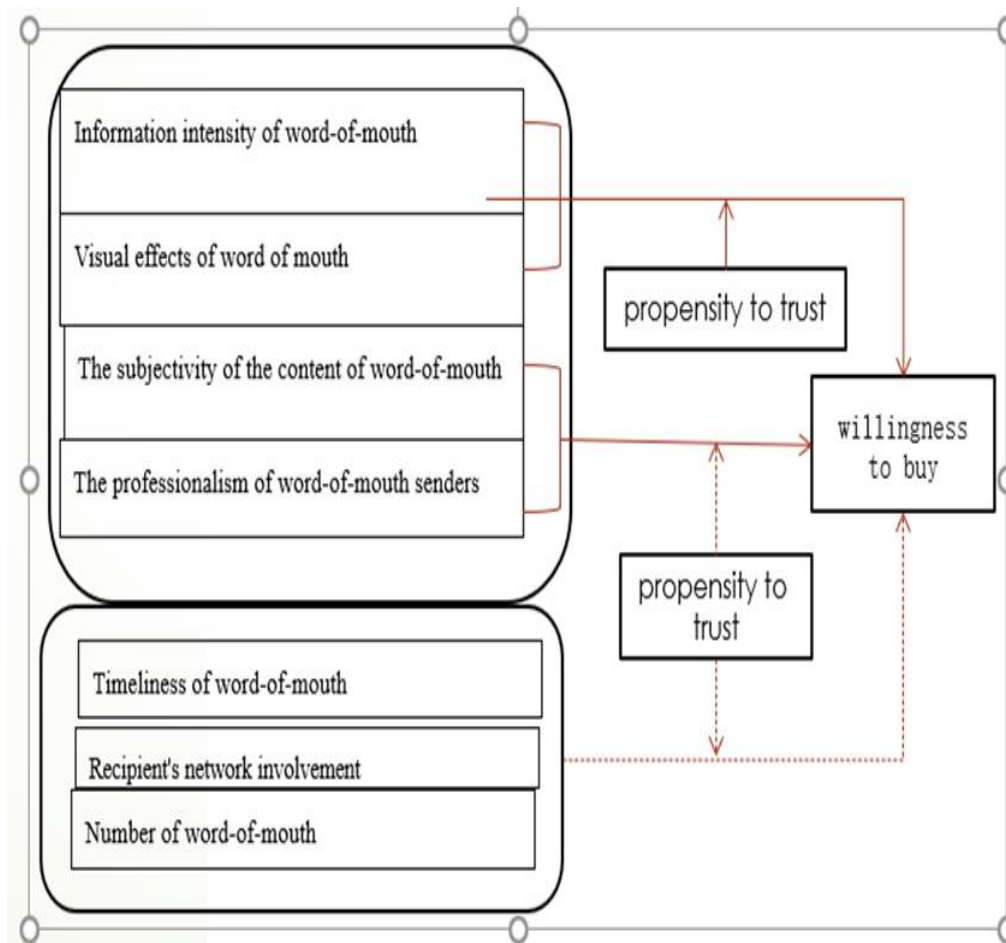 Information intensity of word-of-mouth
Visual effects of word of mouth
The subjectivity of the content of word-of-mouth
The professionalism of word-of-mouth senders
Timeliness of word-of-mouth
Recipient's network involvement
Number of word-of-mouth
propensity to trust
propensity to
trust
willingness
to buy